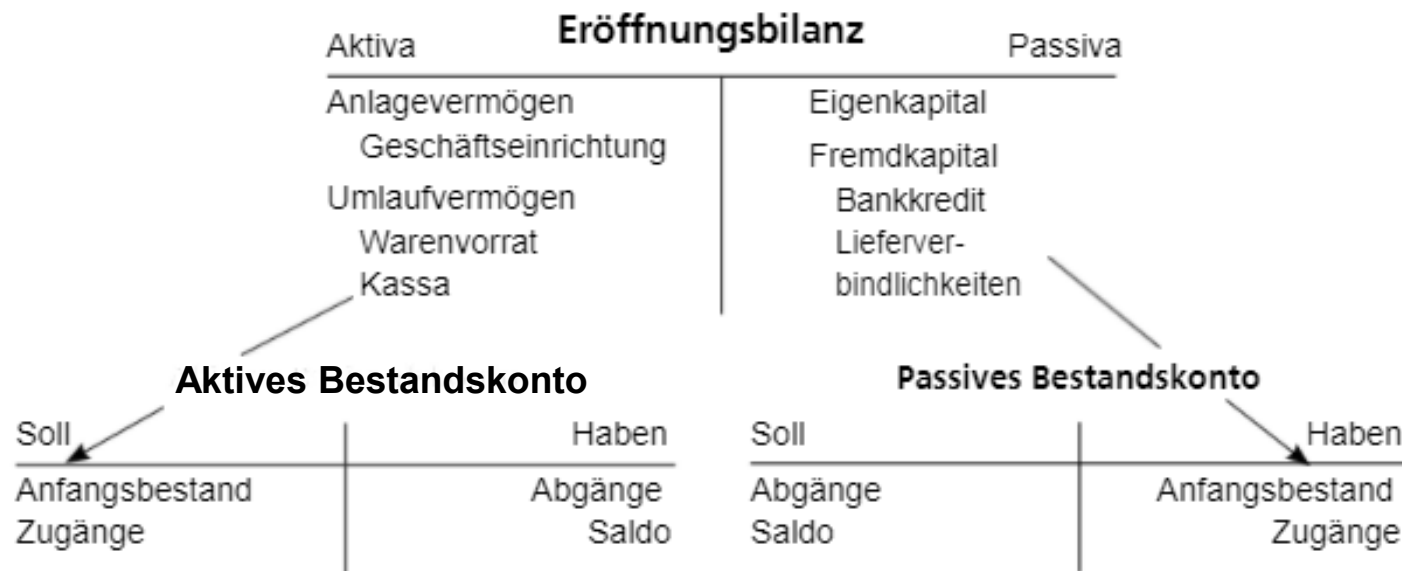 Eröffnungsbilanz
Aktiva Passiva
Anlagevermögen
Geschäftseinrichtung
Umlaufvermögen
Warenvorrat
Kassa
Eigenkapital
Fremdkapital
Bankkredit
Lieferver-
bindlichkeiten
Aktives Bestandskonto
Soll Haben
Anfangsbestand Abgänge
Zugänge Saldo
Passives Bestandskonto
Soll Haben
Abgänge Anfangsbestand
Saldo Zugänge